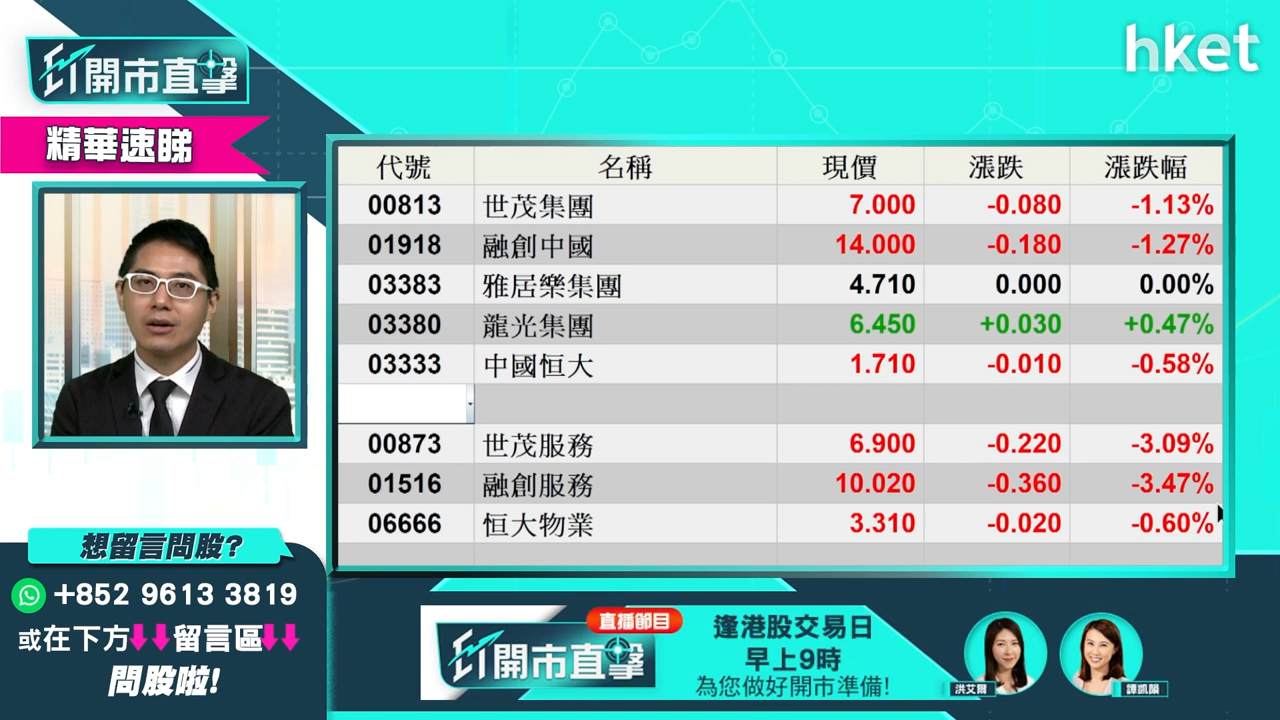 hket
ET開市直擊
精華速睇
代號 名稱 現價 漲跌 漲跌幅
00813 世茂集團 7.000 -0.080 -1.13%
01918 融創中國 14.000 -0.180 -1.27%
03383 雅居樂集團 4.710 0.000 0.00%
03380 龍光集團 6.450 +0.030 +0.47%
03333 中國恒大 1.710 -0.010 -0.58%
00873 世茂服務 6.900 -0.220 -3.09%
01516 融創服務 10.020 -0.360 -3.47%
06666 恒大物業 3.310 -0.020 -0.60%
想留言問股?
+852 9613 3819
或在下方留言區
問股啦!
直播節目
ET開市直擊
逢港股交易日
早上9時
為您做好開市準備!
洪艾爾
譚凱欣